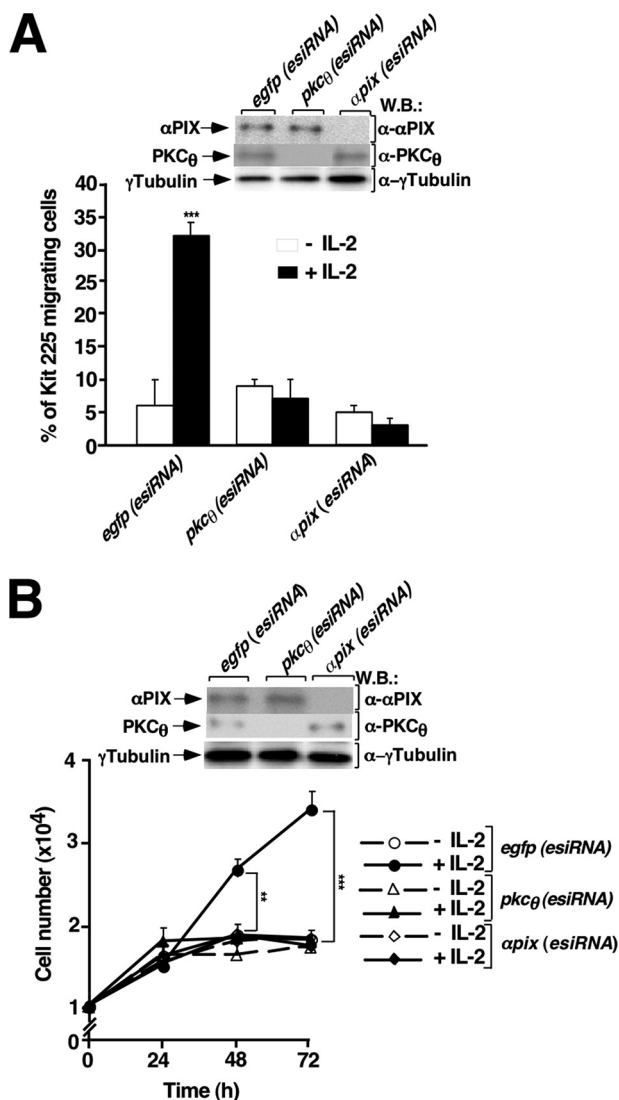 A
egfp (esiRNA)
pkcθ (esiRNA)
αpix (esiRNA)
W.B.:
αPIX
α-αPIX
PKCθ
α-PKCθ
γTubulin
α–γTubulin
40
35
30
25
20
15
10
5
0
% of Kit 225 migrating cells
***
- IL-2
+ IL-2
egfp (esiRNA)
pkcθ (esiRNA)
αpix (esiRNA)
B
egfp (esiRNA)
pkcθ (esiRNA)
αpix (esiRNA)
W.B.:
αPIX
α-αPIX
PKCθ
α-PKCθ
γTubulin
α–γTubulin
4
3
2
1
0
Cell number (x10⁴)
**
***
- IL-2
+ IL-2
egfp (esiRNA)
- IL-2
+ IL-2
pkcθ (esiRNA)
- IL-2
+ IL-2
αpix (esiRNA)
0 24 48 72
Time (h)